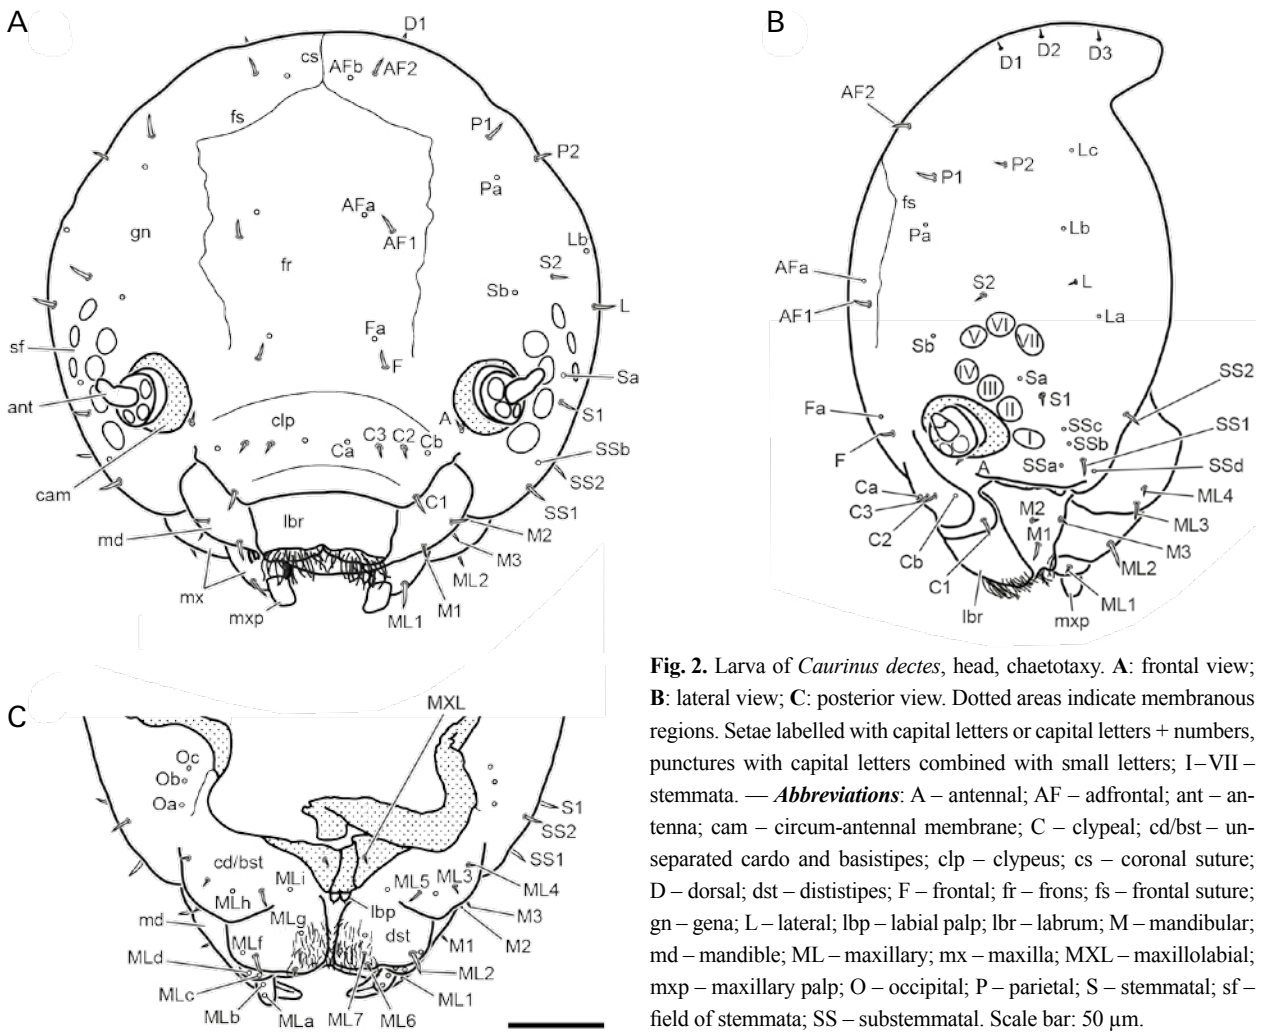 A
D1
cs
AFb
AF2
fs
P1
P2
Pa
AFa
gn
AF1
Lb
fr
S2
Sb
L
Fa
sf
F
Sa
ant
A
S1
clp
C3
C2
Cb
Ca
SSb
cam
SS2
C1
SS1
lbr
M2
md
M3
ML2
mx
M1
mxp
ML1
B
D1
D2
D3
AF2
Lc
P1
P2
fs
Pa
Lb
AFa
S2
L
AF1
La
VI
V
VII
Sb
IV
III
Sa
SS2
II
S1
Fa
SSc
SS1
I
SSb
F
A
SSa
SSd
Ca
ML4
C3
M2
ML3
C2
M1
M3
Cb
ML2
C1
lbr
mxp
ML1
C
MXL
Oc
Ob
Oa
S1
SS2
SS1
cd/bst
MLi
ML5
ML3
ML4
MLh
lbp
M3
md
MLg
dst
M2
M1
MLf
MLd
ML2
MLc
ML1
MLb
MLa
ML7
ML6
Fig. 2. Larva of Caurinus dectes, head, chaetotaxy. A: frontal view;
B: lateral view; C: posterior view. Dotted areas indicate membranous
regions. Setae labelled with capital letters or capital letters + numbers,
punctures with capital letters combined with small letters; I–VII –
stemmata. — Abbreviations: A – antennal; AF – adfrontal; ant – an-
tenna; cam – circum-antennal membrane; C – clypeal; cd/bst – un-
separated cardo and basistipes; clp – clypeus; cs – coronal suture;
D – dorsal; dst – dististipes; F – frontal; fr – frons; fs – frontal suture;
gn – gena; L – lateral; lbp – labial palp; lbr – labrum; M – mandibular;
md – mandible; ML – maxillary; mx – maxilla; MXL – maxillolabial;
mxp – maxillary palp; O – occipital; P – parietal; S – stemmatal; sf –
field of stemmata; SS – substemmatal. Scale bar: 50 µm.